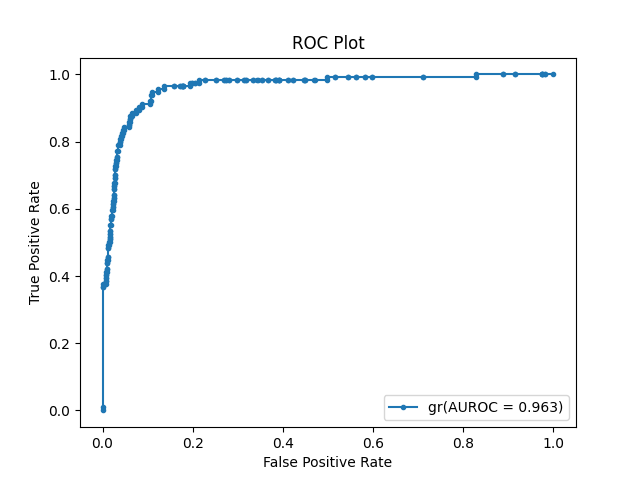 ROC Plot
True Positive Rate
1.0
0.8
0.6
0.4
0.2
0.0
gr(AUROC = 0.963)
0.0 0.2 0.4 0.6 0.8 1.0
False Positive Rate